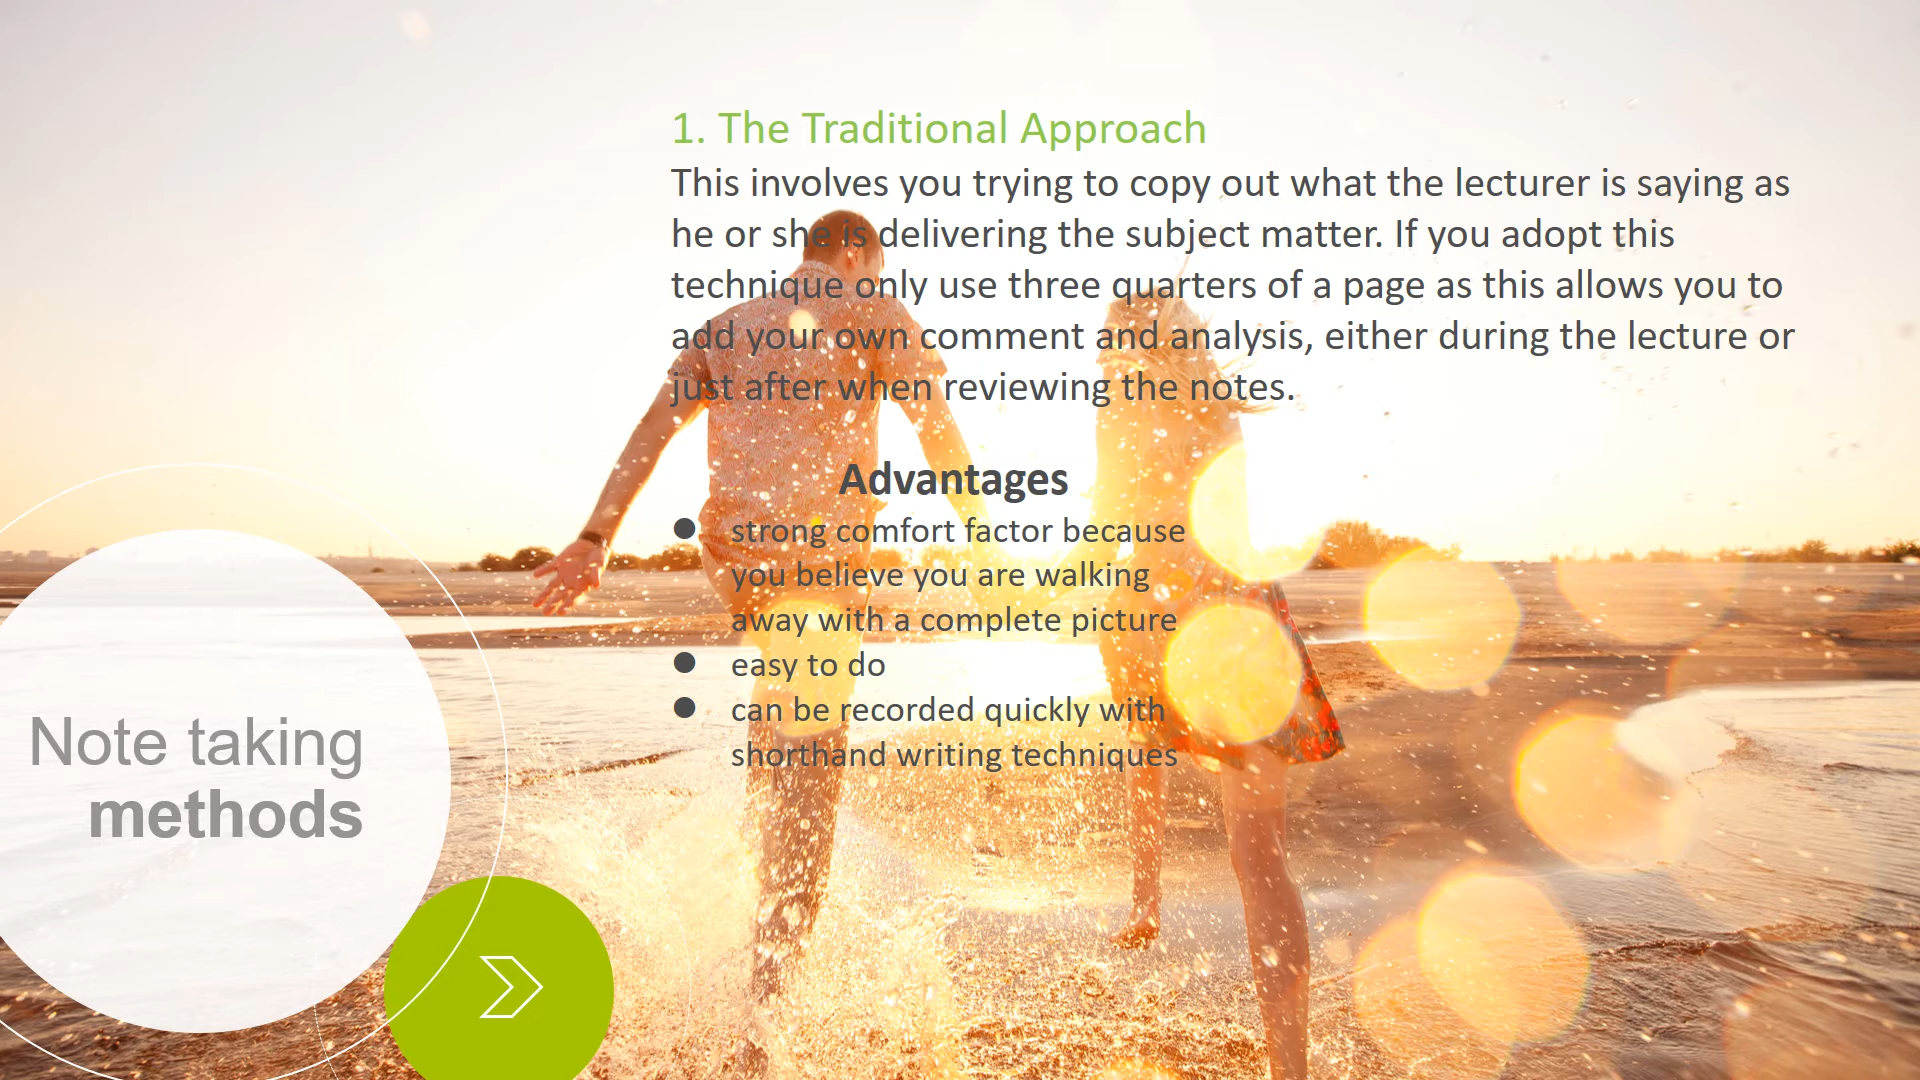 1. The Traditional Approach
This involves you trying to copy out what the lecturer is saying as
he or she is delivering the subject matter. If you adopt this
technique only use three quarters of a page as this allows you to
add your own comment and analysis, either during the lecture or
just after when reviewing the notes.
Advantages
● strong comfort factor because
you believe you are walking
away with a complete picture
● easy to do
● can be recorded quickly with
shorthand writing techniques
Note taking
methods